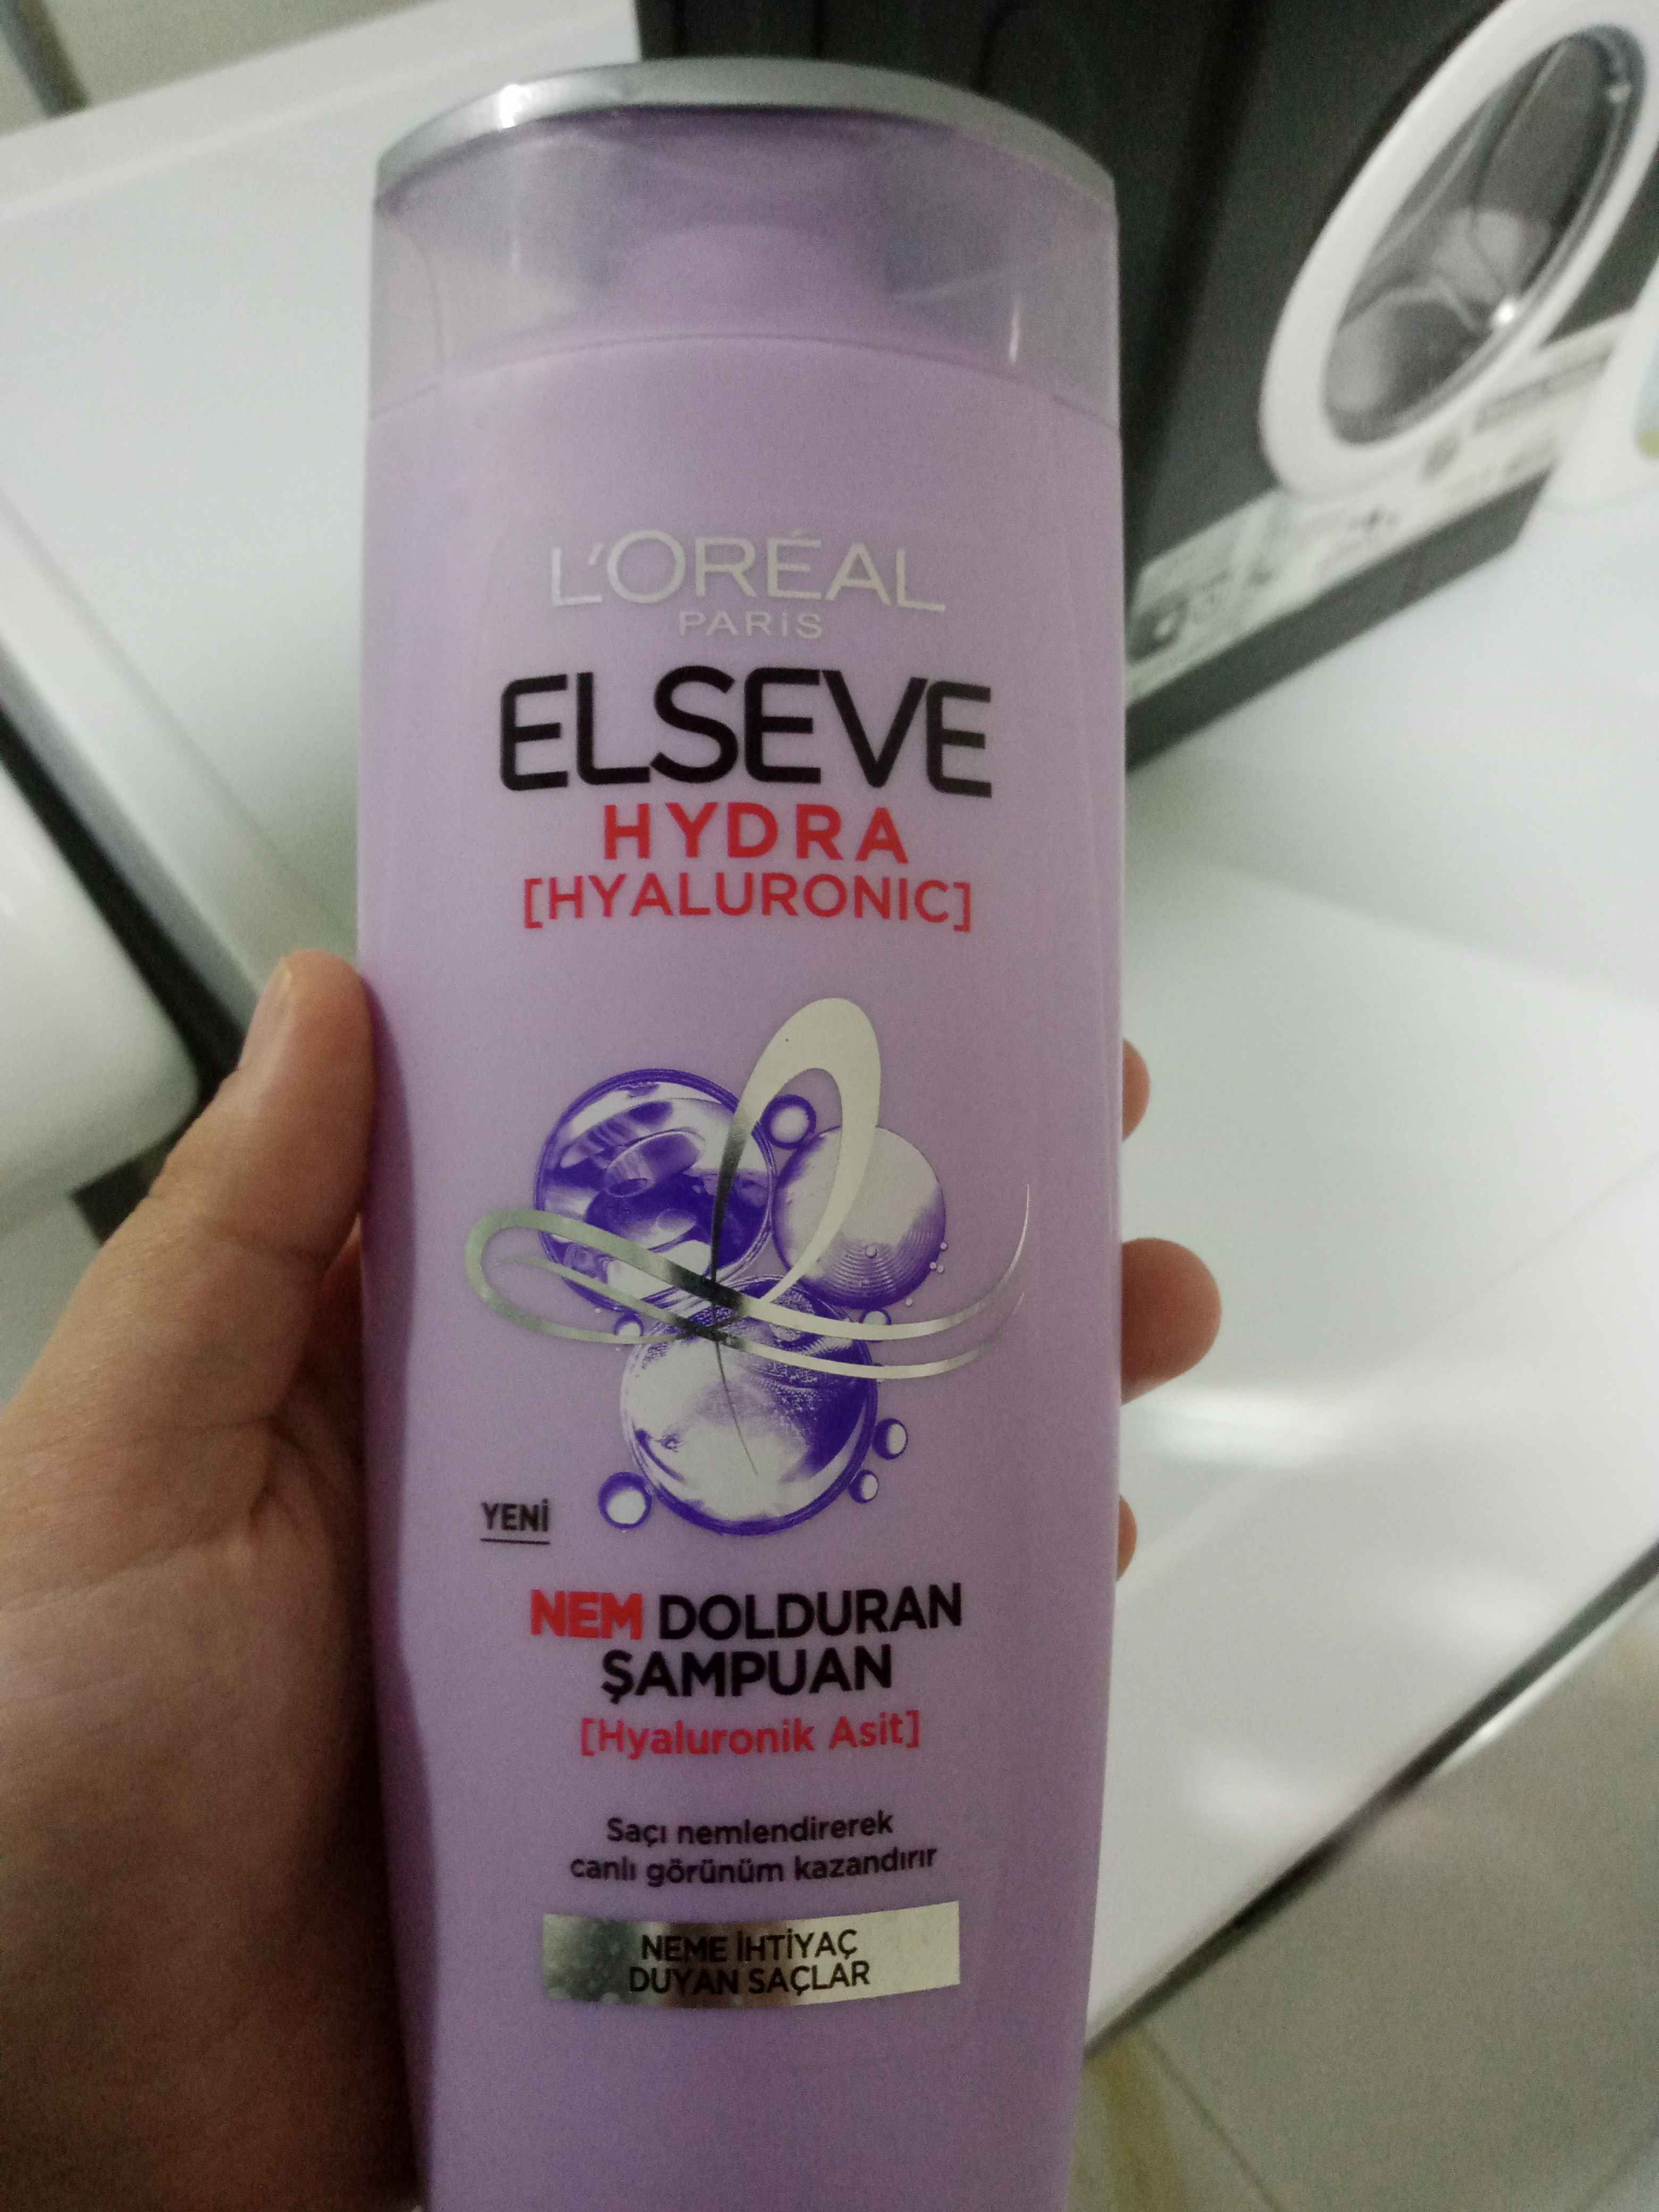 L'ORÉAL
PARİS
ELSEVE
HYDRA
[HYALURONIC]
YENİ
NEM DOLDURAN
ŞAMPUAN
[Hyaluronik Asit]
Saçı nemlendirerek
canlı görünüm kazandırır
NEME İHTİYAÇ
DUYAN SAÇLAR